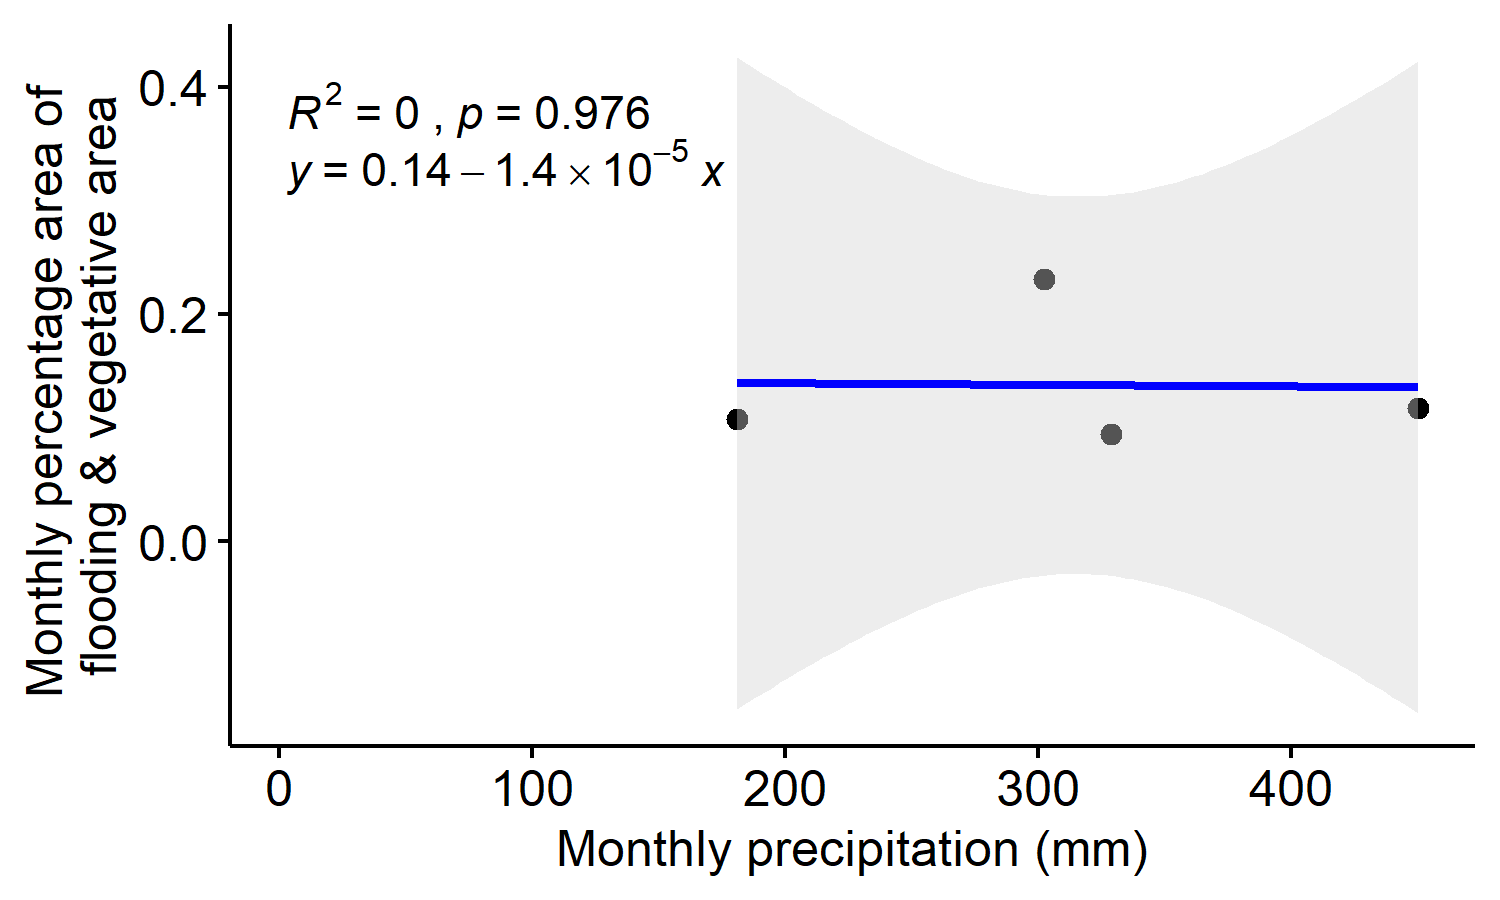 Monthly percentage area of
flooding & vegetative area
0.4
0.2
0.0
R² = 0 , p = 0.976
y = 0.14 − 1.4 × 10⁻⁵ x
0 100 200 300 400
Monthly precipitation (mm)